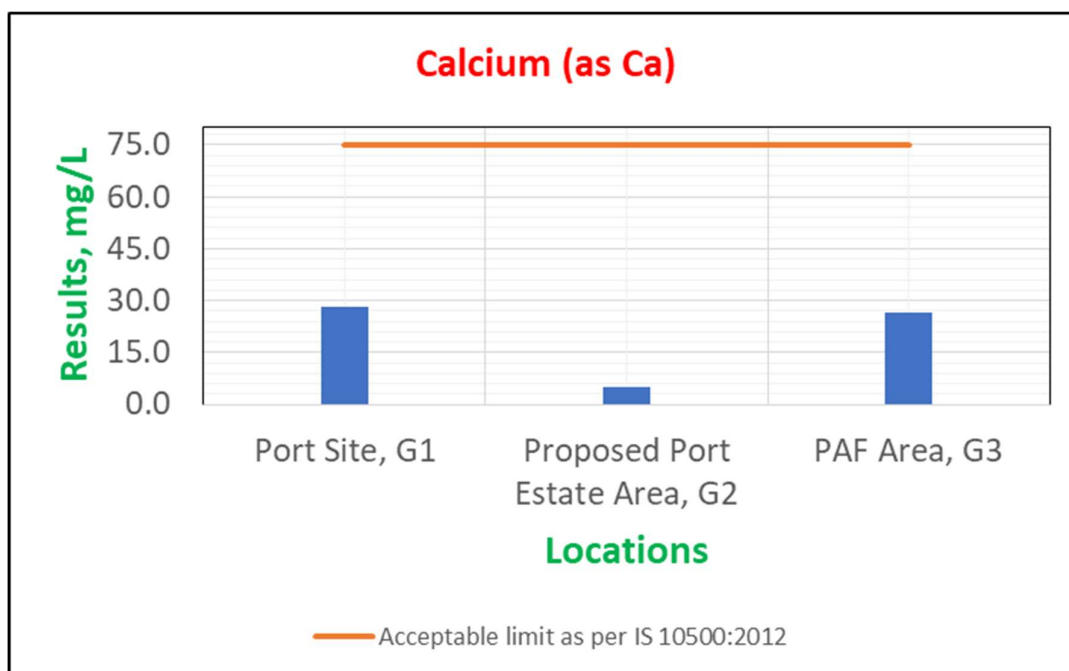 Calcium (as Ca)
Results, mg/L
75.0
60.0
45.0
30.0
15.0
0.0
Port Site, G1
Proposed Port
Estate Area, G2
PAF Area, G3
Locations
Acceptable limit as per IS 10500:2012